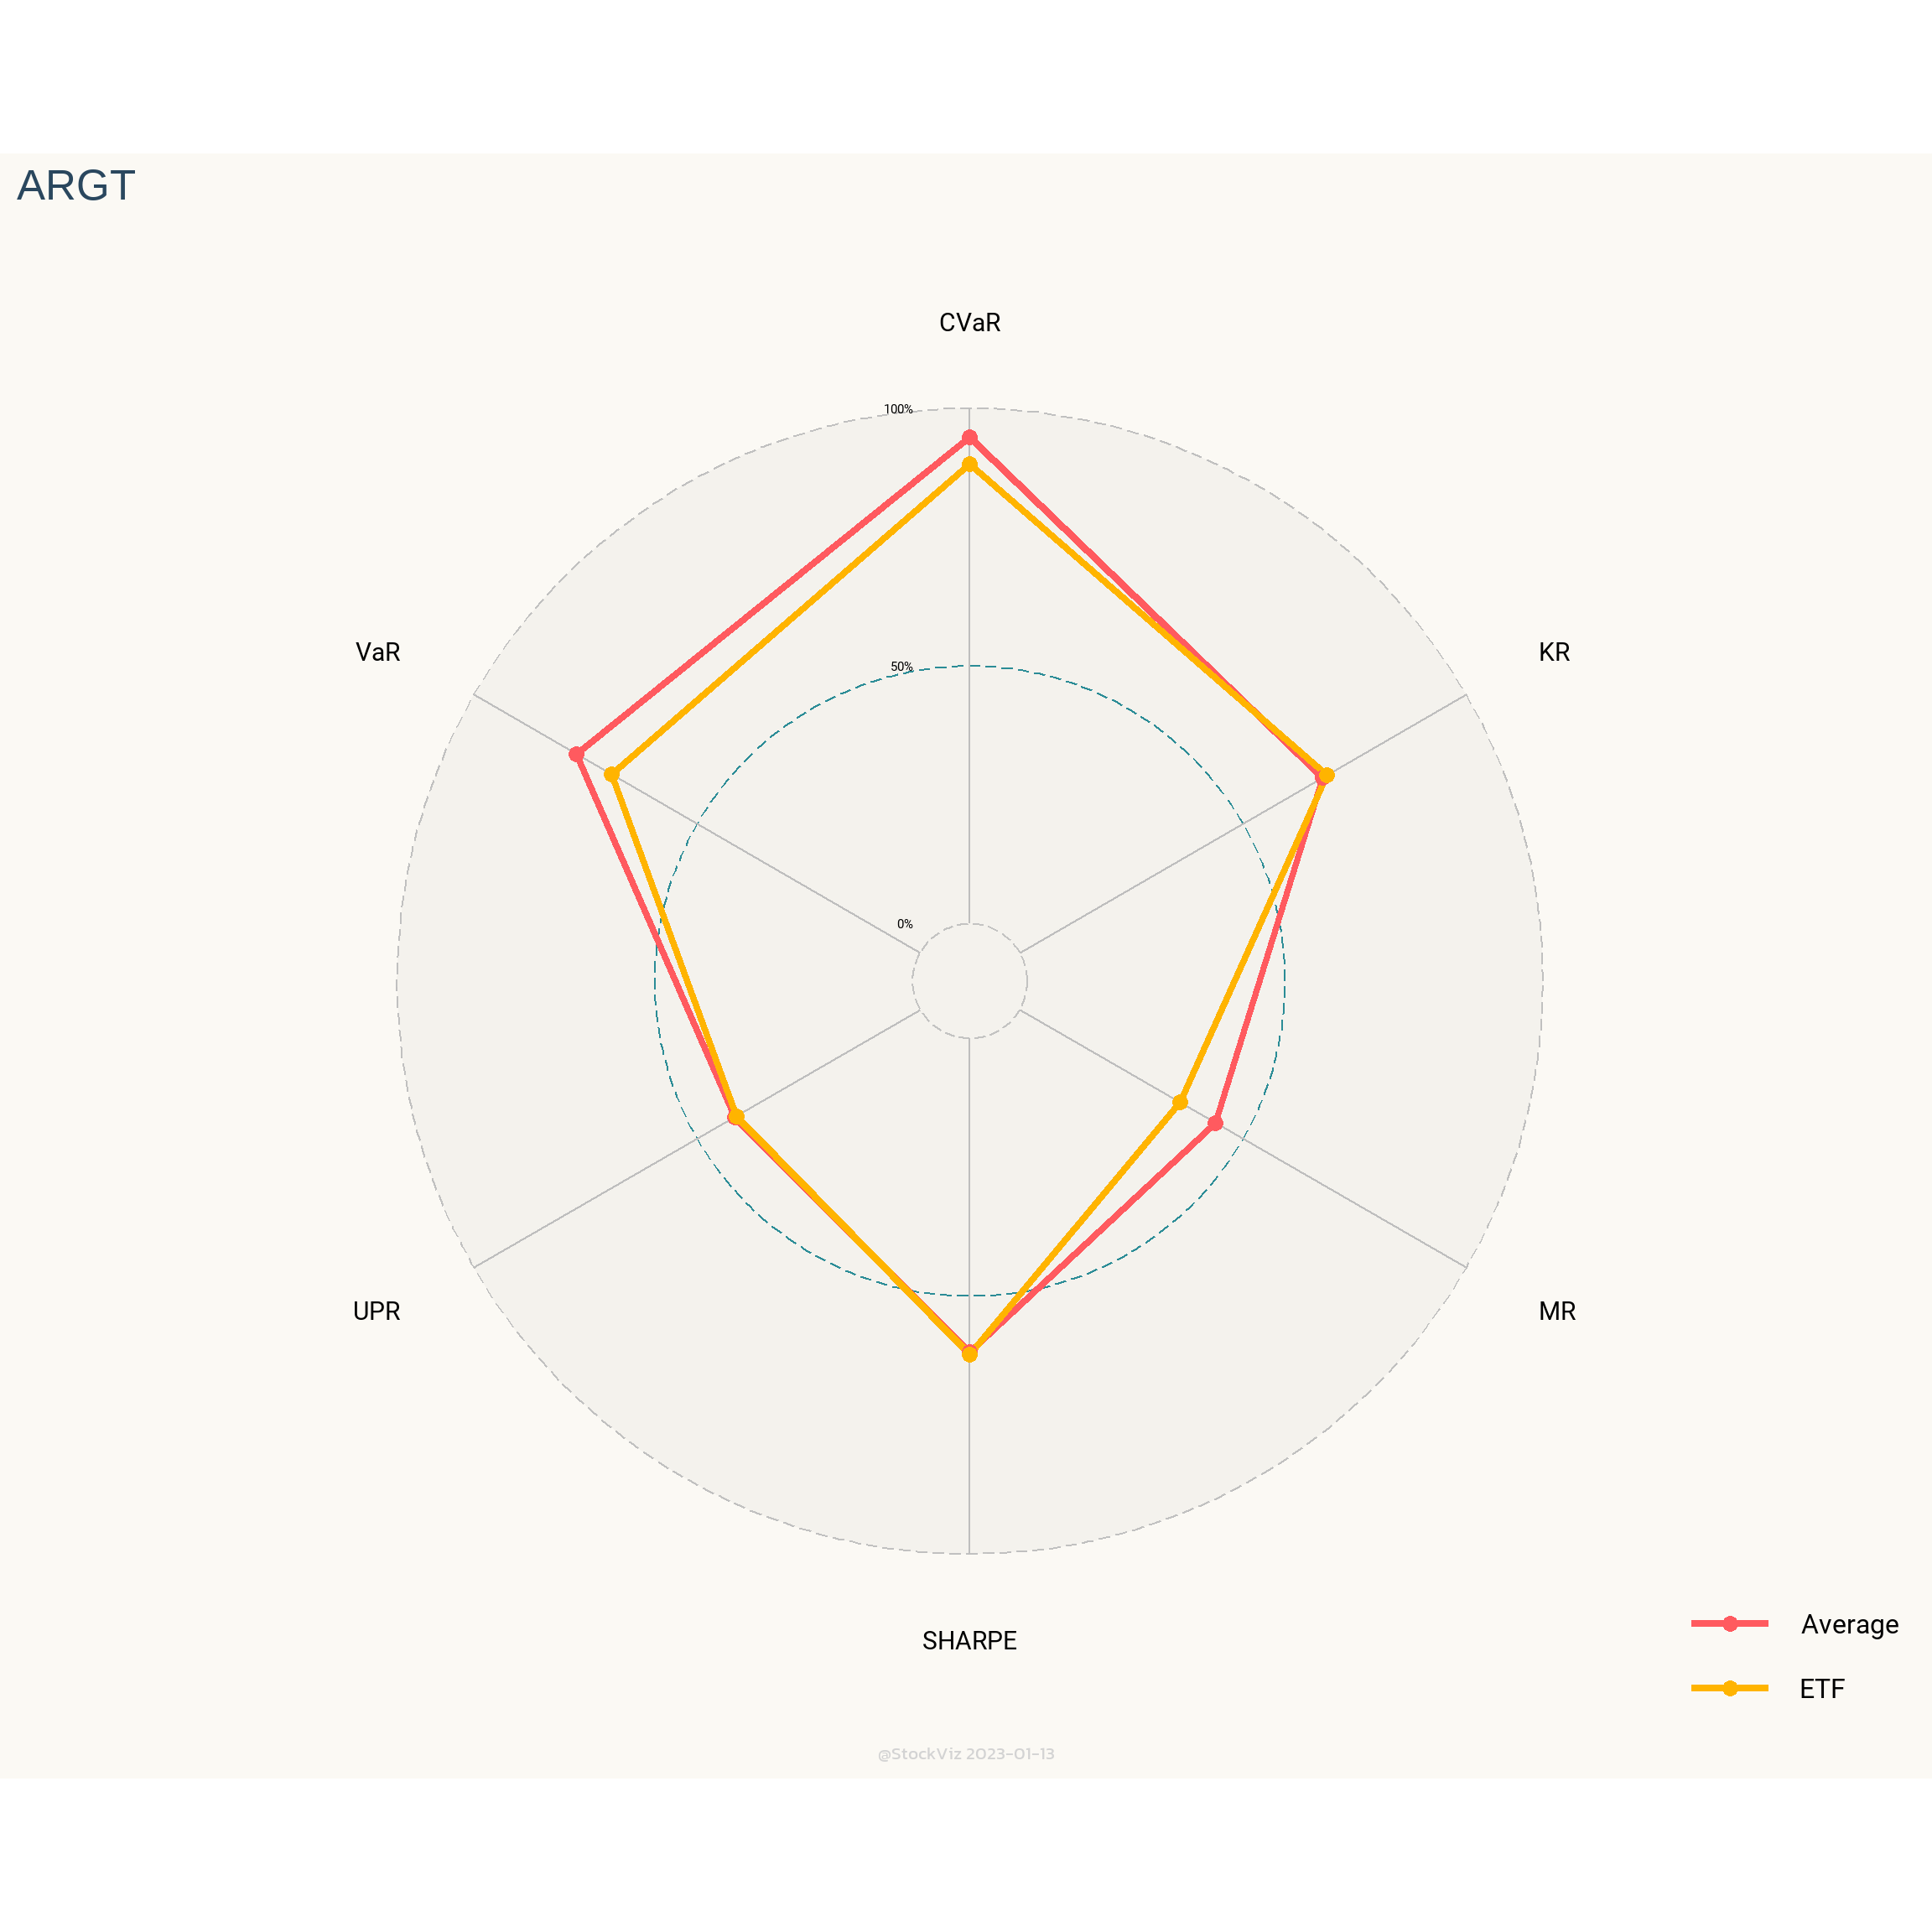 ARGT
CVaR
100%
VaR
KR
50%
0%
UPR
MR
SHARPE
Average
ETF
@StockViz 2023-01-13